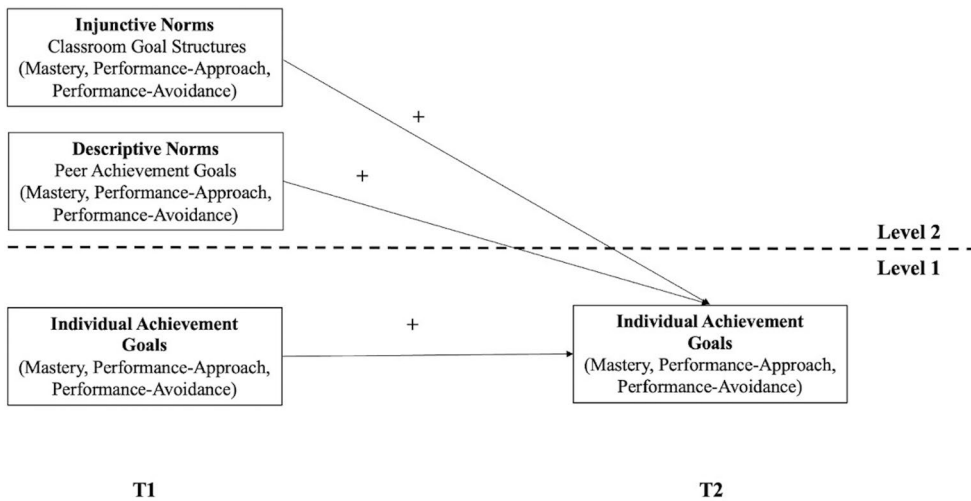 Injunctive Norms
Classroom Goal Structures
(Mastery, Performance-Approach,
Performance-Avoidance)
+
Descriptive Norms
Peer Achievement Goals
(Mastery, Performance-Approach,
Performance-Avoidance)
+
Level 2
Level 1
Individual Achievement
Goals
(Mastery, Performance-Approach,
Performance-Avoidance)
+
Individual Achievement
Goals
(Mastery, Performance-Approach,
Performance-Avoidance)
T1
T2